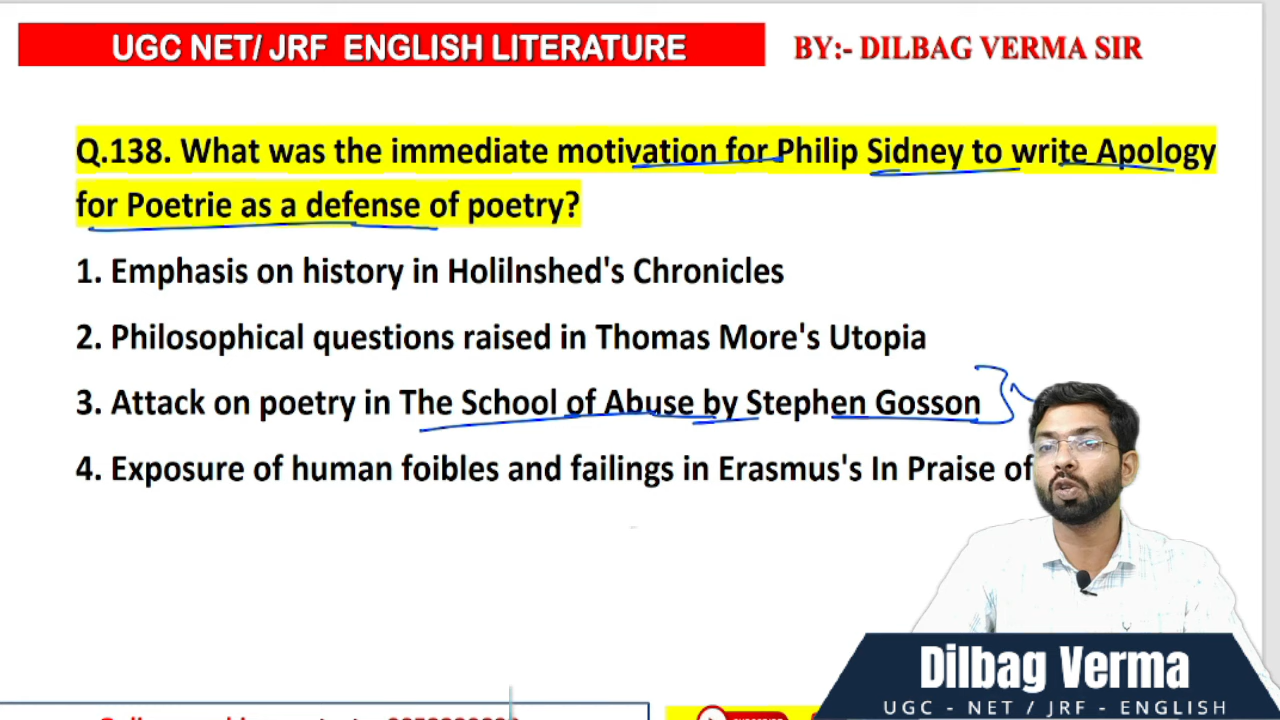 UGC NET/ JRF ENGLISH LITERATURE
BY:- DILBAG VERMA SIR
Q.138. What was the immediate motivation for Philip Sidney to write Apology
for Poetrie as a defense of poetry?
1. Emphasis on history in Holilnshed's Chronicles
2. Philosophical questions raised in Thomas More's Utopia
3. Attack on poetry in The School of Abuse by Stephen Gosson
4. Exposure of human foibles and failings in Erasmus's In Praise of
Dilbag Verma
UGC - NET / JRF - ENGLISH